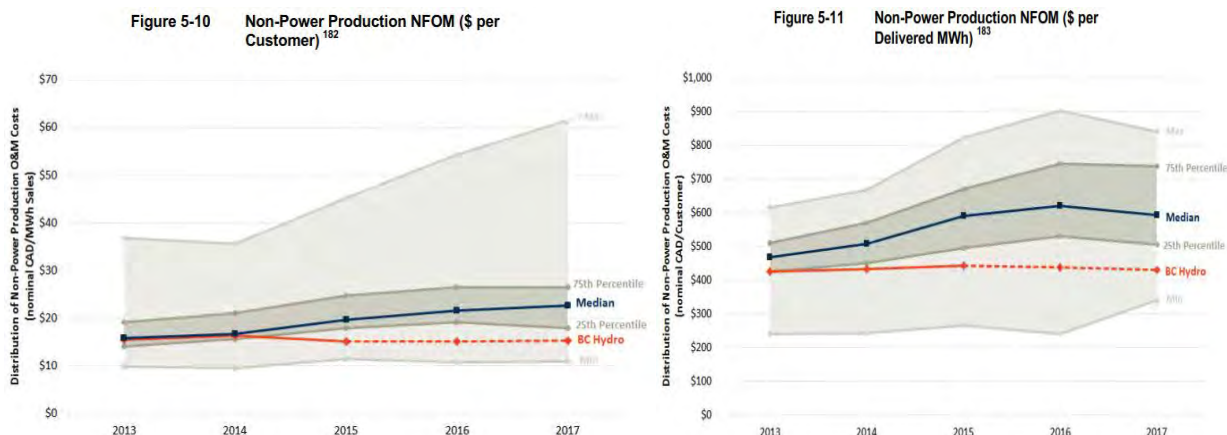 Figure 5-10 Non-Power Production NFOM ($ per
Customer) 182
Distribution of Non-Power Production O&M Costs
(nominal CAD/MWh Sales)
$70
$60
$50
$40
$30
$20
$10
$0
Max
75th Percentile
Median
25th Percentile
BC Hydro
Min
2013 2014 2015 2016 2017
Figure 5-11 Non-Power Production NFOM ($ per
Delivered MWh) 183
Distribution of Non-Power Production O&M Costs
(nominal CAD/Customer)
$1,000
$900
$800
$700
$600
$500
$400
$300
$200
$100
$0
Max
75th Percentile
Median
25th Percentile
BC Hydro
Min
2013 2014 2015 2016 2017